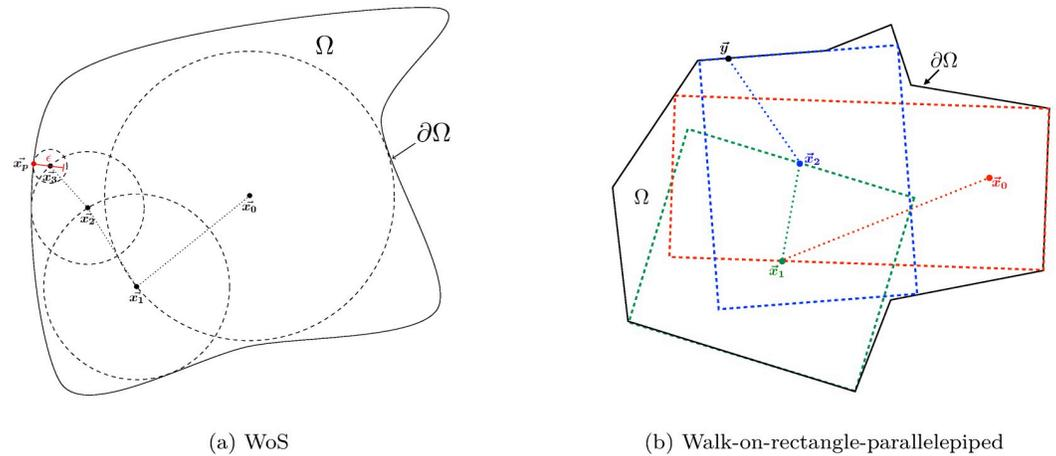 Ω
∂Ω
x⃗ₚ
ϵ
x⃗₃
x⃗₂
x⃗₀
x⃗₁
(a) WoS
y⃗
∂Ω
x⃗₂
x⃗₀
Ω
x⃗₁
(b) Walk-on-rectangle-parallelepiped